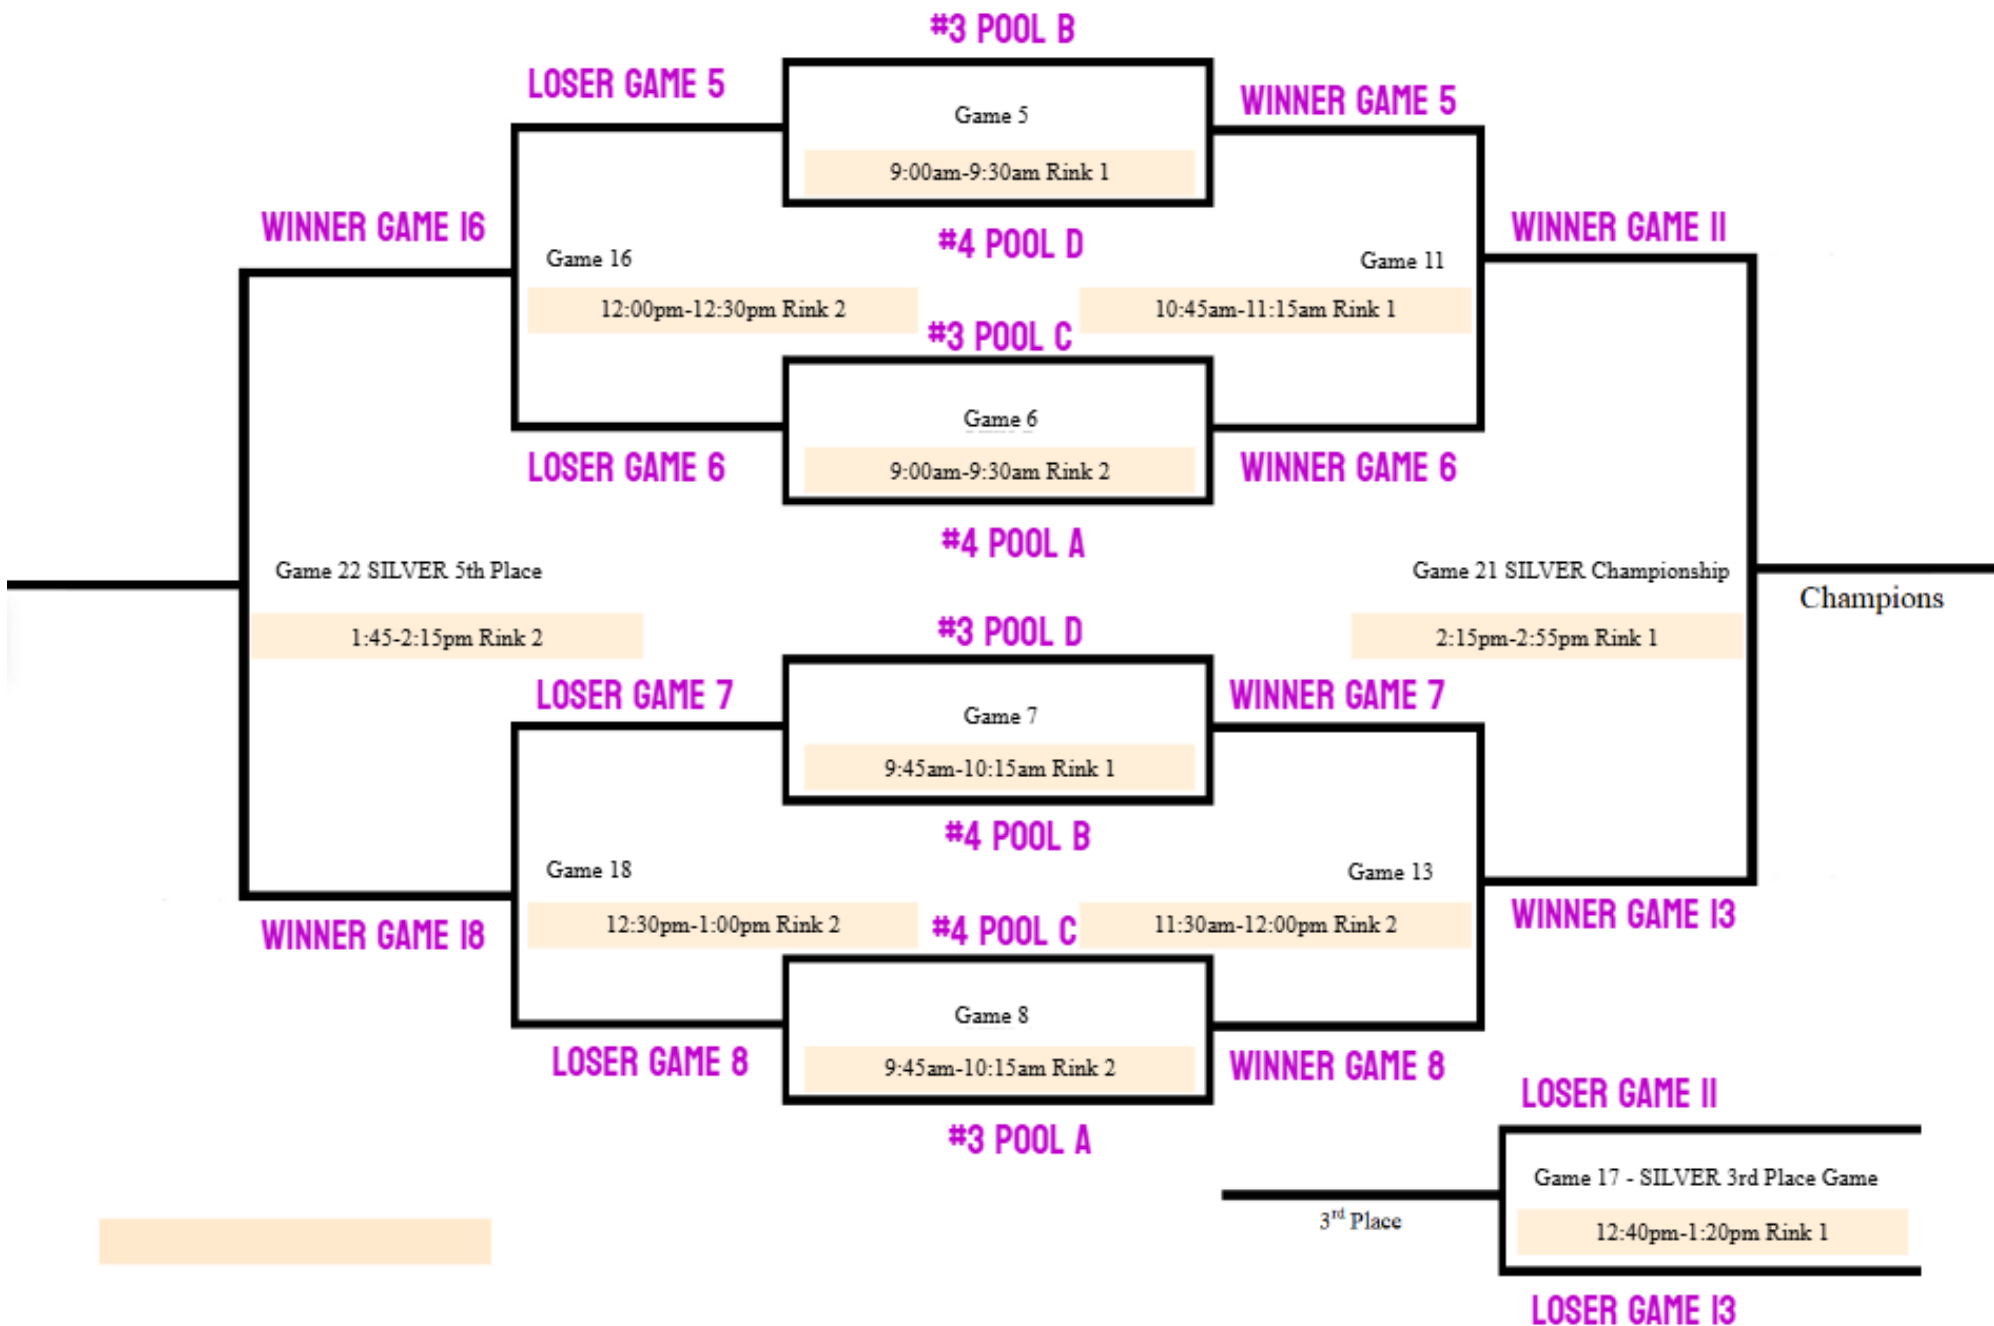 #3 POOL B
LOSER GAME 5
WINNER GAME 5
Game 5
9:00am-9:30am Rink 1
WINNER GAME 16
#4 POOL D
WINNER GAME 11
Game 16
Game 11
12:00pm-12:30pm Rink 2
10:45am-11:15am Rink 1
#3 POOL C
Game 6
LOSER GAME 6
9:00am-9:30am Rink 2
WINNER GAME 6
#4 POOL A
Game 22 SILVER 5th Place
Game 21 SILVER Championship
Champions
1:45-2:15pm Rink 2
#3 POOL D
2:15pm-2:55pm Rink 1
LOSER GAME 7
WINNER GAME 7
Game 7
9:45am-10:15am Rink 1
#4 POOL B
Game 18
Game 13
12:30pm-1:00pm Rink 2
#4 POOL C
11:30am-12:00pm Rink 2
WINNER GAME 18
WINNER GAME 13
Game 8
LOSER GAME 8
9:45am-10:15am Rink 2
WINNER GAME 8
LOSER GAME 11
#3 POOL A
Game 17 - SILVER 3rd Place Game
3rd Place
12:40pm-1:20pm Rink 1
LOSER GAME 13